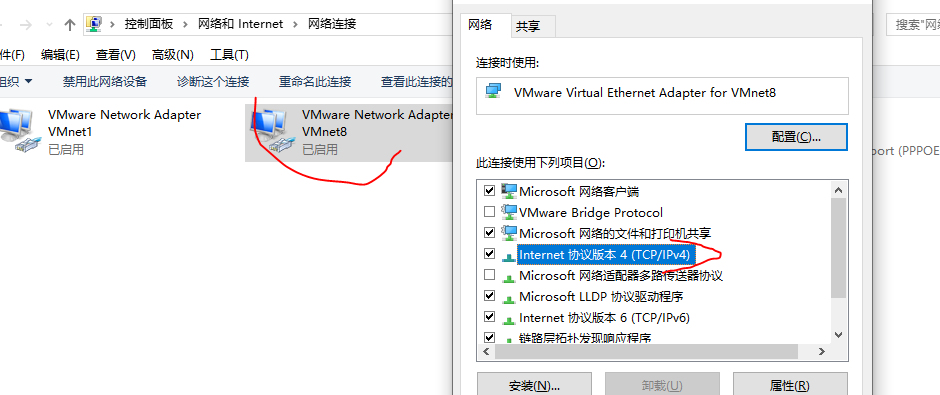 控制面板 › 网络和 Internet › 网络连接
搜索"网
件(F) 编辑(E) 查看(V) 高级(N) 工具(T)
组织 禁用此网络设备 诊断这个连接 重命名此连接 查看此连接的
VMware Network Adapter
VMnet1
已启用
VMware Network Adapter
VMnet8
已启用
port (PPPOE
网络 共享
连接时使用:
VMware Virtual Ethernet Adapter for VMnet8
配置(C)...
此连接使用下列项目(O):
Microsoft 网络客户端
VMware Bridge Protocol
Microsoft 网络的文件和打印机共享
Internet 协议版本 4 (TCP/IPv4)
Microsoft 网络适配器多路传送器协议
Microsoft LLDP 协议驱动程序
Internet 协议版本 6 (TCP/IPv6)
链路层拓扑发现响应程序
安装(N)... 卸载(U) 属性(R)